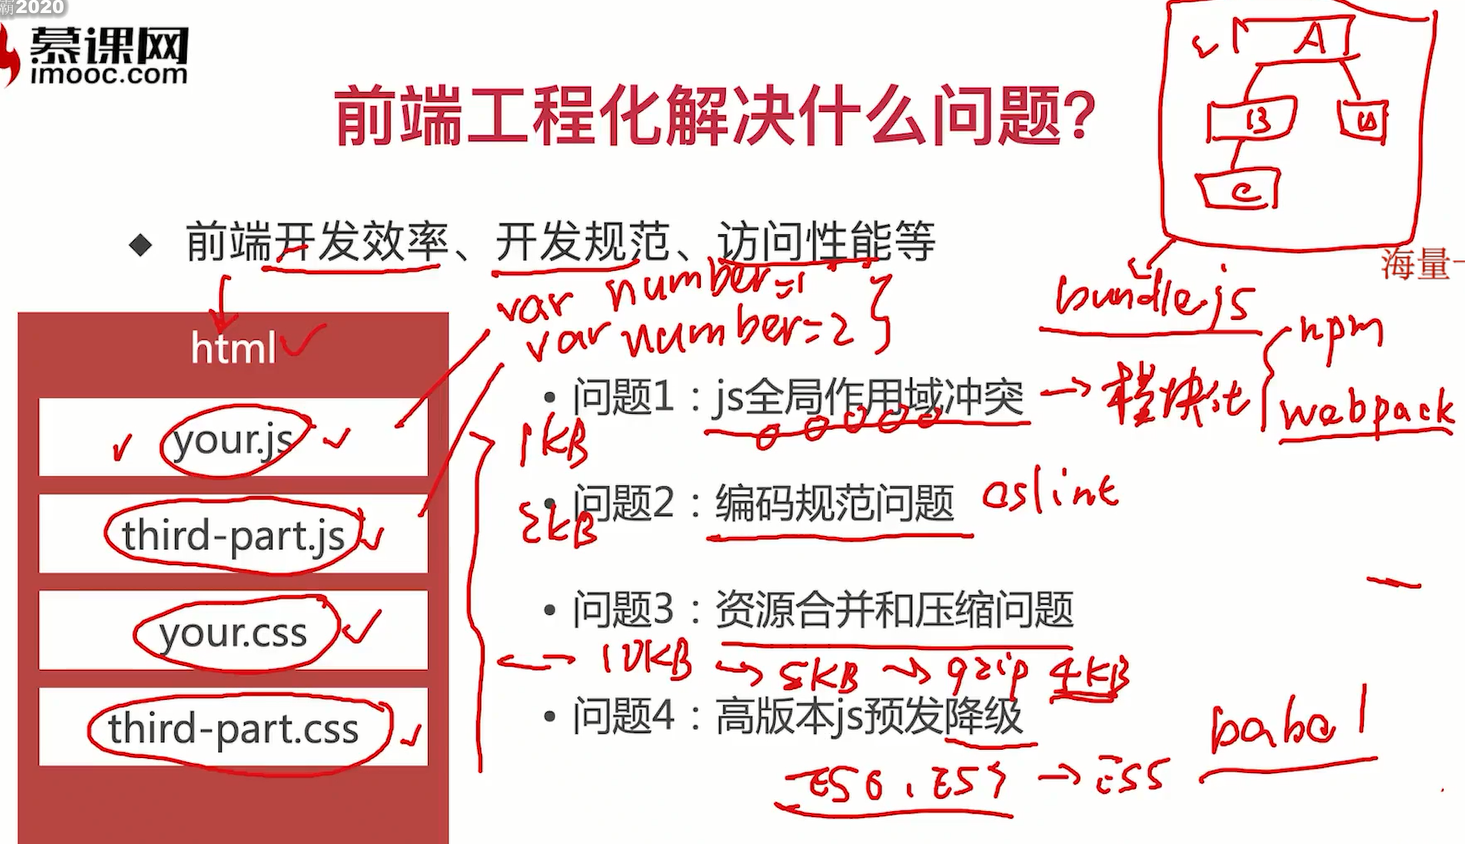 霸2020
慕课网
imooc.com
前端工程化解决什么问题?
A
B
C
◆ 前端开发效率、开发规范、访问性能等
海量
var number=1
var number=2
bundle.js
html
npm
webpack
• 问题1：js全局作用域冲突
模块化
your.js
1KB
• 问题2：编码规范问题
eslint
2KB
third-part.js
• 问题3：资源合并和压缩问题
your.css
10KB → 5KB → gzip 4KB
• 问题4：高版本js预发降级
third-part.css
babel
ES6, ES7 → ES5